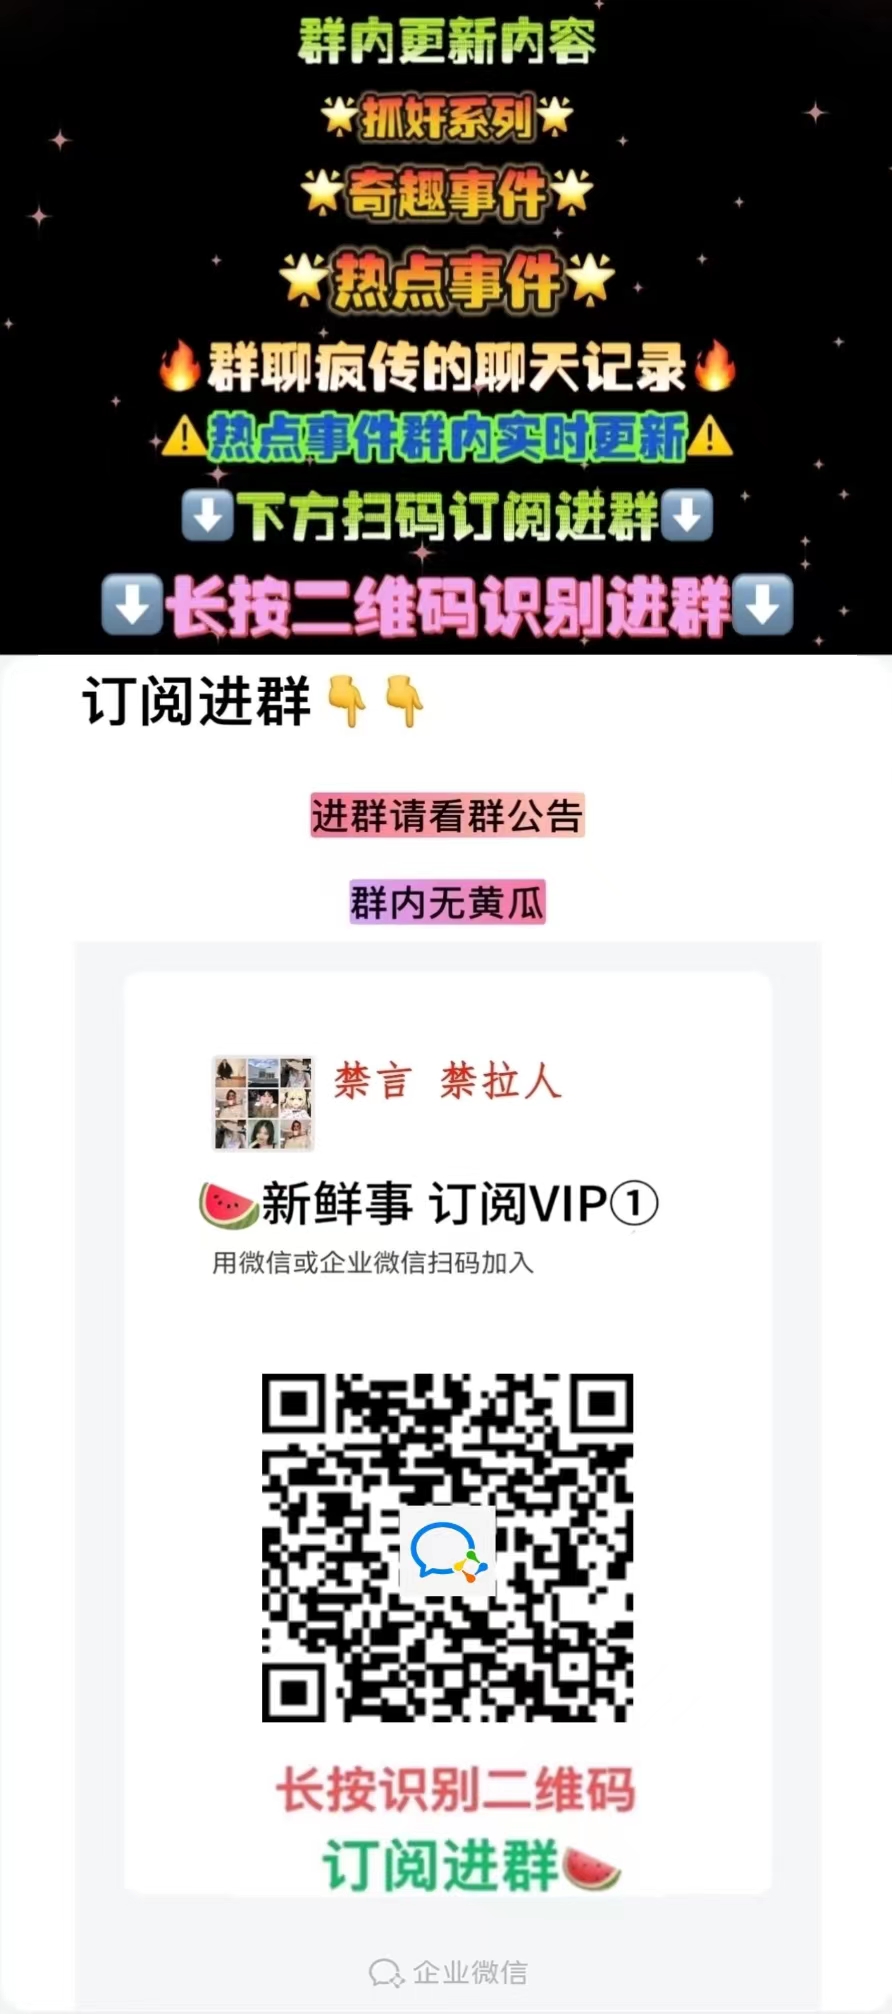 群内更新内容
🌟抓奸系列🌟
🌟奇趣事件🌟
🌟热点事件🌟
🔥群聊疯传的聊天记录🔥
⚠️热点事件群内实时更新⚠️
⬇️下方扫码订阅进群⬇️
⬇️长按二维码识别进群⬇️
订阅进群👇👇
进群请看群公告
群内无黄瓜
禁言 禁拉人
🍉新鲜事 订阅VIP①
用微信或企业微信扫码加入
长按识别二维码
订阅进群🍉
企业微信